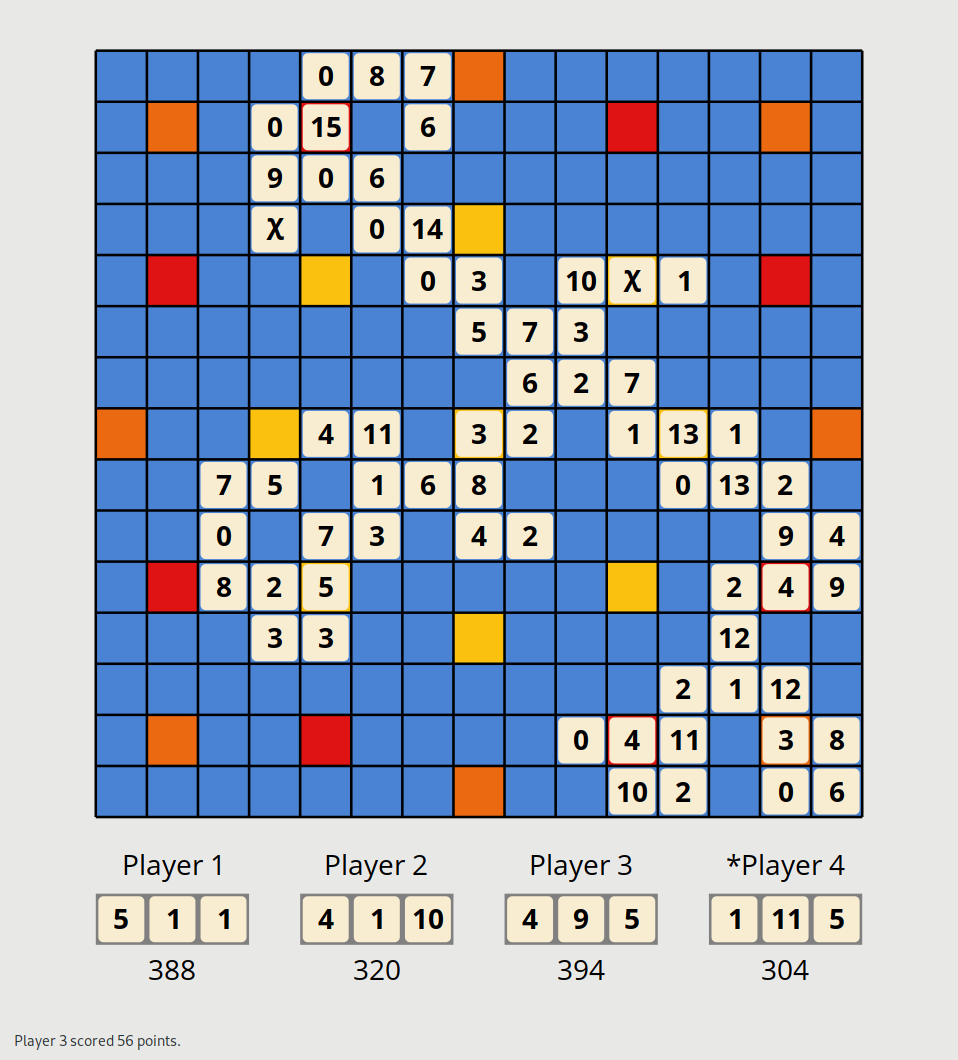 0 8 7
0 15 6
9 0 6
χ 0 14
0 3 10 χ 1
5 7 3
6 2 7
4 11 3 2 1 13 1
7 5 1 6 8 0 13 2
0 7 3 4 2 9 4
8 2 5 2 4 9
3 3 12
2 1 12
0 4 11 3 8
10 2 0 6
Player 1 Player 2 Player 3 *Player 4
5 1 1 4 1 10 4 9 5 1 11 5
388 320 394 304
Player 3 scored 56 points.